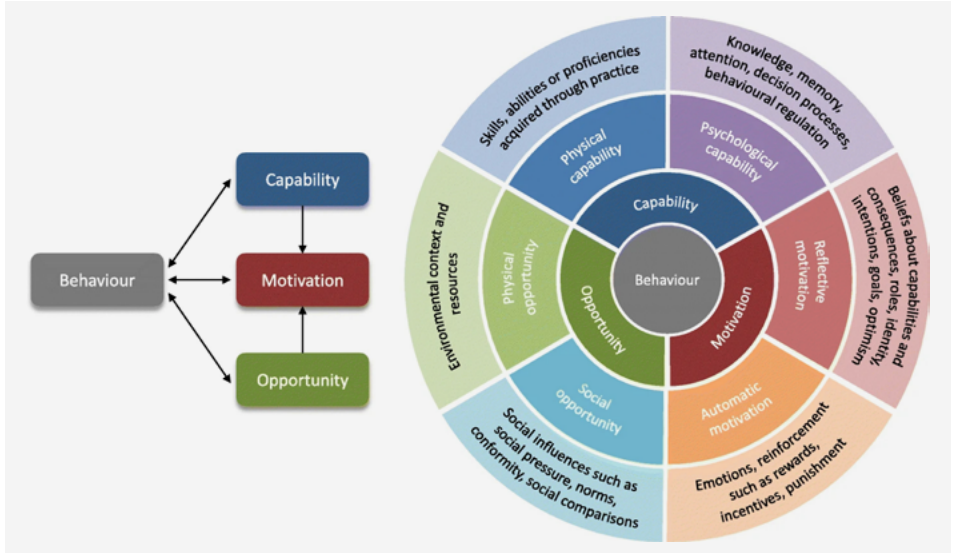 Capability
Behaviour
Motivation
Opportunity
Skills, abilities or proficiencies
acquired through practice
Knowledge, memory,
attention, decision processes,
behavioural regulation
Physical
capability
Psychological
capability
Capability
Environmental context and
resources
Physical
opportunity
Opportunity
Behaviour
Motivation
Reflective
motivation
Beliefs about capabilities and
consequences, roles, identity,
intentions, goals, optimism
Social
opportunity
Automatic
motivation
Social influences such as
social pressure, norms,
conformity, social comparisons
Emotions, reinforcement
such as rewards,
incentives, punishment